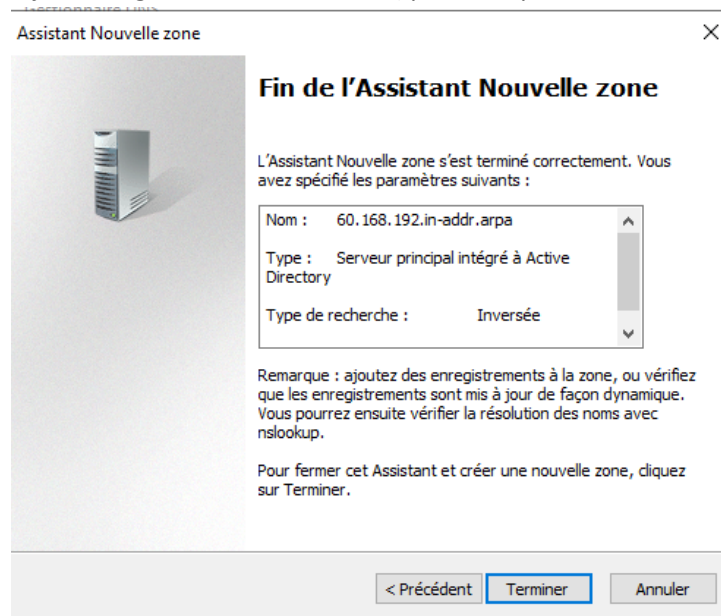 Assistant Nouvelle zone
Fin de l’Assistant Nouvelle zone
L’Assistant Nouvelle zone s’est terminé correctement. Vous
avez spécifié les paramètres suivants :
Nom : 60.168.192.in-addr.arpa
Type : Serveur principal intégré à Active
Directory
Type de recherche : Inversée
Remarque : ajoutez des enregistrements à la zone, ou vérifiez
que les enregistrements sont mis à jour de façon dynamique.
Vous pourrez ensuite vérifier la résolution des noms avec
nslookup.
Pour fermer cet Assistant et créer une nouvelle zone, cliquez
sur Terminer.
< Précédent Terminer Annuler